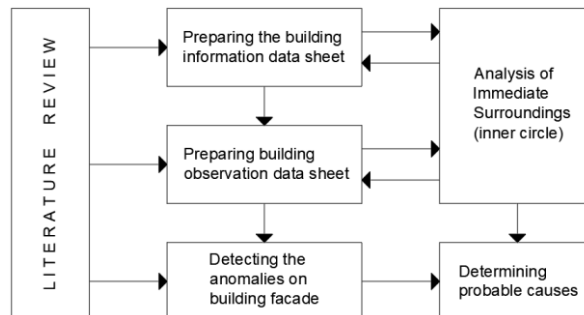 LITERATURE REVIEW
Preparing the building
information data sheet
Analysis of
Immediate
Surroundings
(inner circle)
Preparing building
observation data sheet
Detecting the
anomalies on
building facade
Determining
probable causes